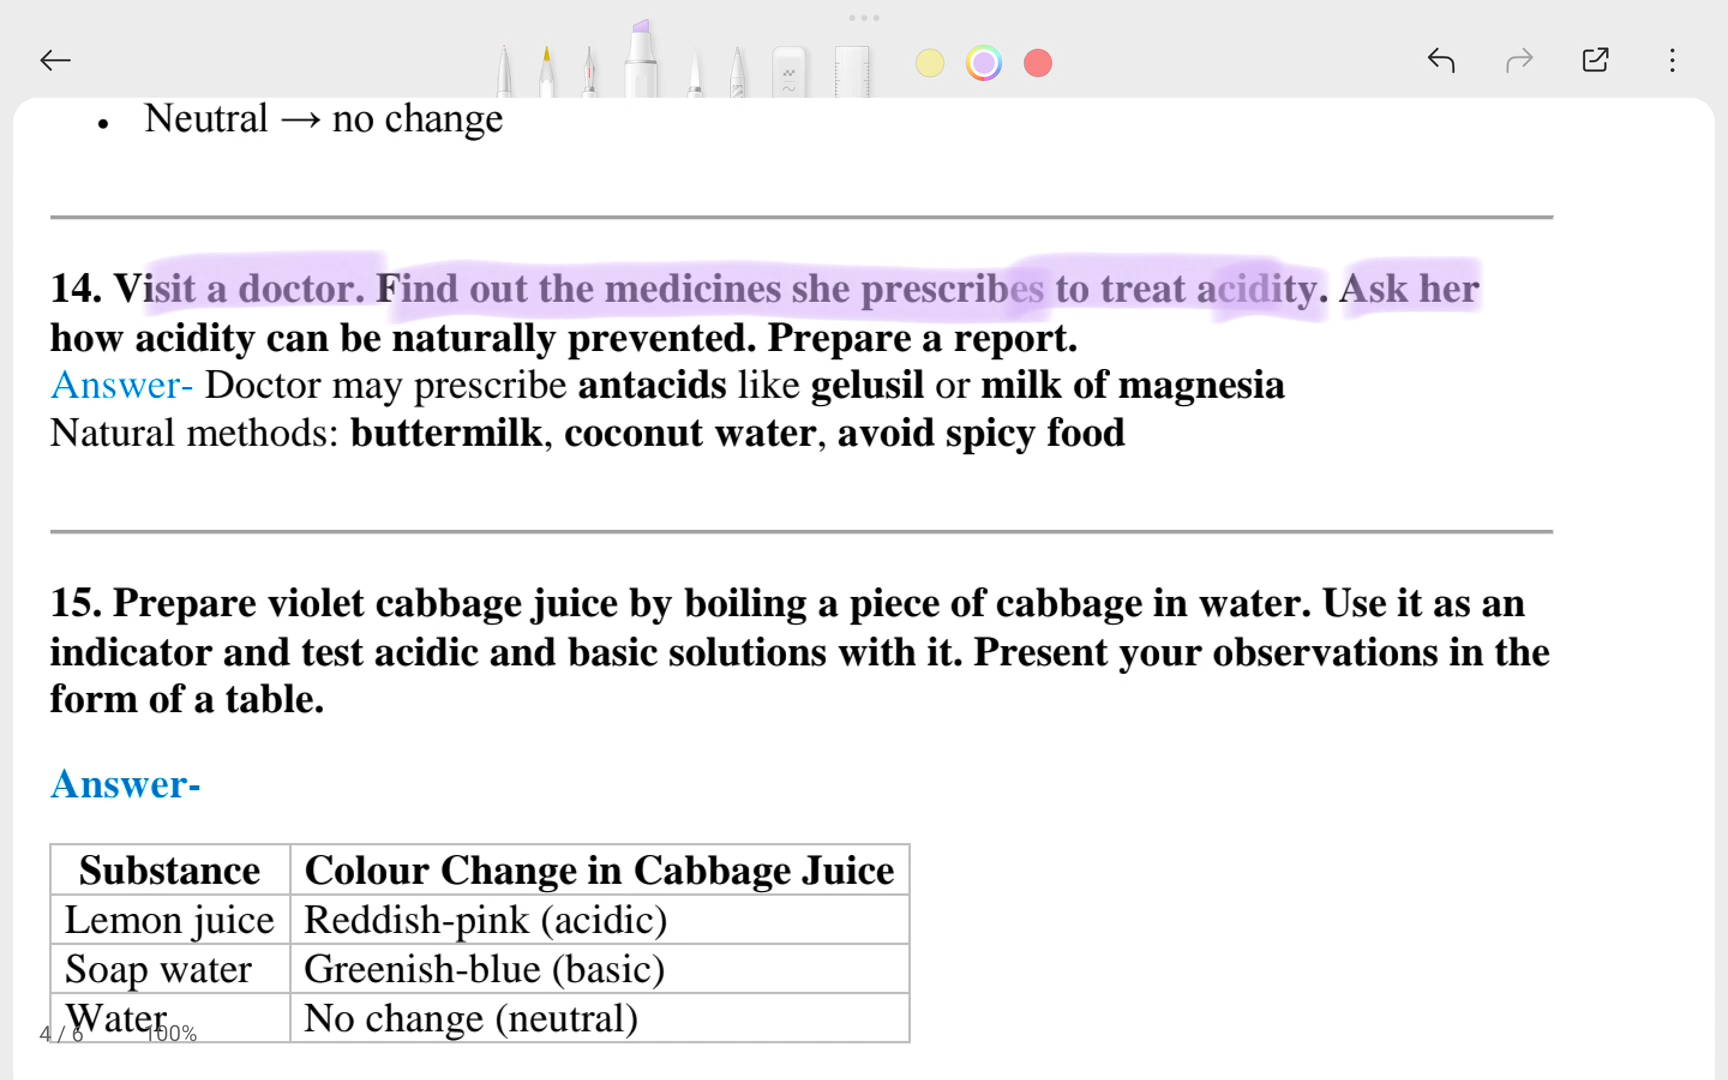 • Neutral → no change
14. Visit a doctor. Find out the medicines she prescribes to treat acidity. Ask her
how acidity can be naturally prevented. Prepare a report.
Answer- Doctor may prescribe antacids like gelusil or milk of magnesia
Natural methods: buttermilk, coconut water, avoid spicy food
15. Prepare violet cabbage juice by boiling a piece of cabbage in water. Use it as an
indicator and test acidic and basic solutions with it. Present your observations in the
form of a table.
Answer-
Substance Colour Change in Cabbage Juice
Lemon juice Reddish-pink (acidic)
Soap water Greenish-blue (basic)
Water No change (neutral)
4 / 6 100%